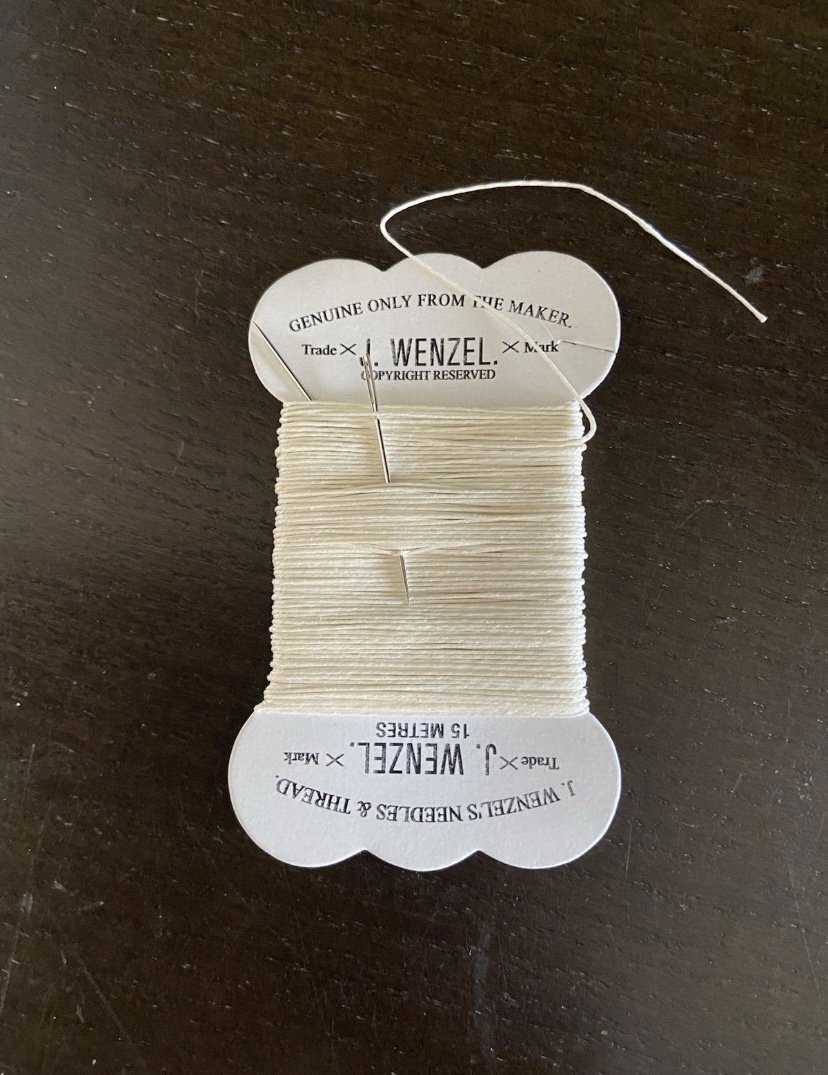 GENUINE ONLY FROM THE MAKER.
Trade × J. WENZEL. × Mark
COPYRIGHT RESERVED
J. WENZEL'S NEEDLES & THREAD.
Trade × J. WENZEL. × Mark
15 METRES